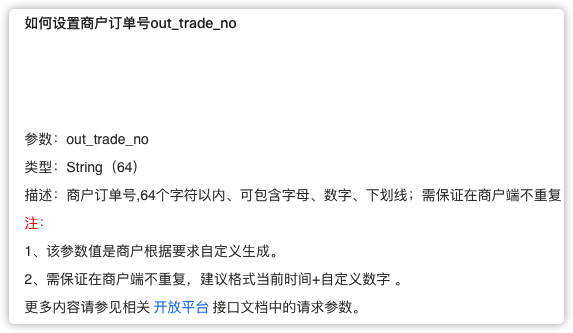 如何设置商户订单号out_trade_no
参数：out_trade_no
类型：String（64）
描述：商户订单号,64个字符以内、可包含字母、数字、下划线；需保证在商户端不重复
注：
1、该参数值是商户根据要求自定义生成。
2、需保证在商户端不重复，建议格式当前时间+自定义数字 。
更多内容请参见相关 开放平台 接口文档中的请求参数。